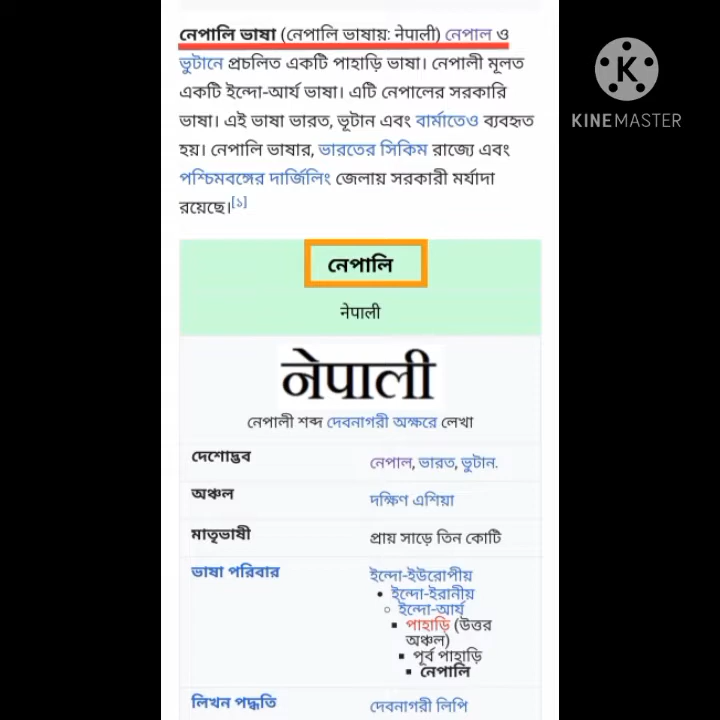 নেপালি ভাষা (নেপালি ভাষায়: नेपाली) নেপাল ও
ভুটানে প্রচলিত একটি পাহাড়ি ভাষা। নেপালী মূলত
একটি ইন্দো-আর্য ভাষা। এটি নেপালের সরকারি
ভাষা। এই ভাষা ভারত, ভূটান এবং বার্মাতেও ব্যবহৃত
হয়। নেপালি ভাষার, ভারতের সিকিম রাজ্যে এবং
পশ্চিমবঙ্গের দার্জিলিং জেলায় সরকারী মর্যাদা
রয়েছে।[১]
K
KINEMASTER
নেপালি
नेपाली
नेपाली
নেপালী শব্দ দেবনাগরী অক্ষরে লেখা
দেশোদ্ভব নেপাল, ভারত, ভুটান.
অঞ্চল দক্ষিণ এশিয়া
মাতৃভাষী প্রায় সাড়ে তিন কোটি
ভাষা পরিবার ইন্দো-ইউরোপীয়
ইন্দো-ইরানীয়
ইন্দো-আর্য
পাহাড়ি (উত্তর
অঞ্চল)
পূর্ব পাহাড়ি
নেপালি
লিখন পদ্ধতি দেবনাগরী লিপি